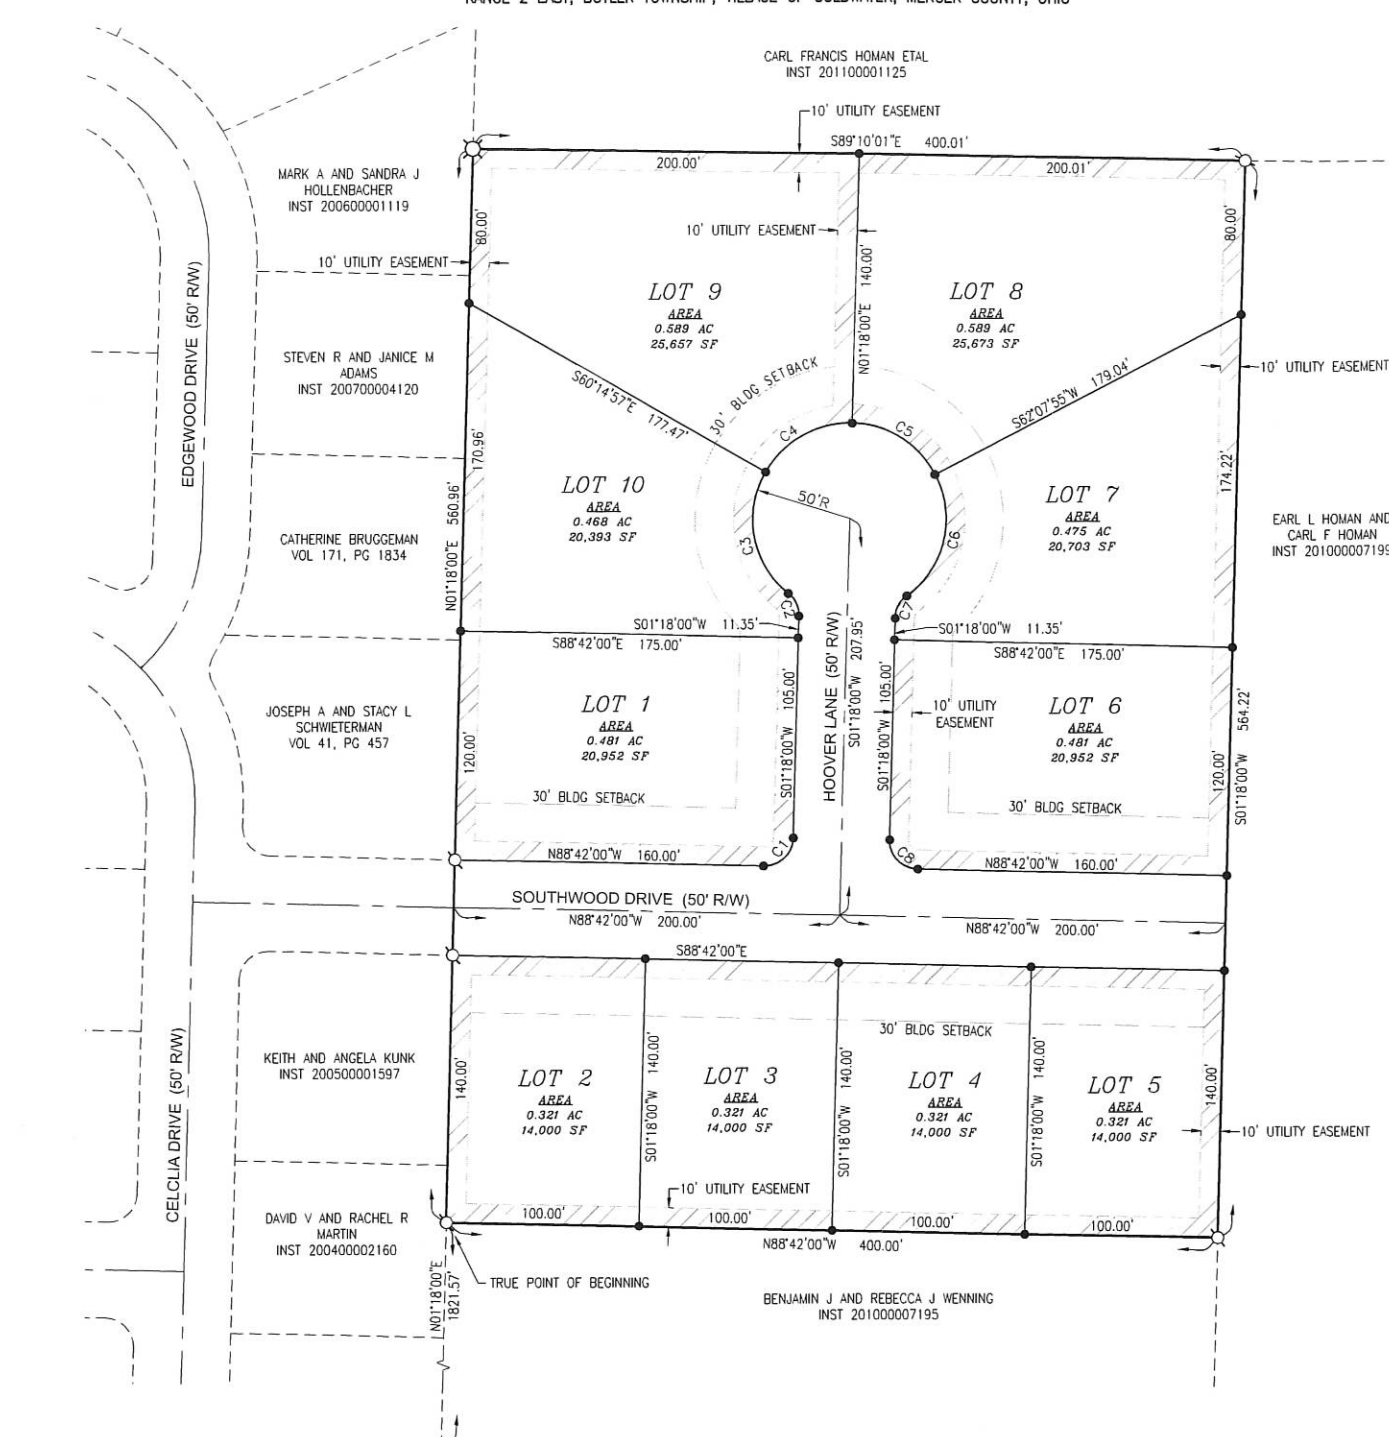 RANGE 2 EAST, BUTLER TOWNSHIP, VILLAGE OF COLDWATER, MERCER COUNTY, OHIO
CARL FRANCIS HOMAN ETAL
INST 201100001125
10' UTILITY EASEMENT
S89°10'01"E 400.01'
200.00'
200.01'
MARK A AND SANDRA J
HOLLENBACHER
INST 200600001119
80.00'
80.00'
10' UTILITY EASEMENT
10' UTILITY EASEMENT
N01°18'00"E 140.00'
EDGEWOOD DRIVE (50' R/W)
LOT 9
AREA
0.589 AC
25,657 SF
LOT 8
AREA
0.589 AC
25,673 SF
STEVEN R AND JANICE M
ADAMS
INST 200700004120
S60°14'57"E 177.47'
30' BLDG SETBACK
S62°07'55"W 179.04'
10' UTILITY EASEMENT
C4
C5
170.96'
174.22'
N01°18'00"E 560.96'
LOT 10
AREA
0.468 AC
20,393 SF
50'R
LOT 7
AREA
0.475 AC
20,703 SF
EARL L HOMAN AND
CARL F HOMAN
INST 201000007199
CATHERINE BRUGGEMAN
VOL 171, PG 1834
C3
C6
C2
C7
S01°18'00"W 11.35'
S01°18'00"W 11.35'
S88°42'00"E 175.00'
S88°42'00"E 175.00'
HOOVER LANE (50' R/W)
S01°18'00"W 207.95'
JOSEPH A AND STACY L
SCHWIETERMAN
VOL 41, PG 457
LOT 1
AREA
0.481 AC
20,952 SF
S01°18'00"W 105.00'
S01°18'00"W 105.00'
10' UTILITY
EASEMENT
LOT 6
AREA
0.481 AC
20,952 SF
120.00'
120.00'
S01°18'00"W 564.22'
30' BLDG SETBACK
30' BLDG SETBACK
N88°42'00"W 160.00'
C1
C8
N88°42'00"W 160.00'
SOUTHWOOD DRIVE (50' R/W)
N88°42'00"W 200.00'
N88°42'00"W 200.00'
S88°42'00"E
30' BLDG SETBACK
CELCLIA DRIVE (50' R/W)
KEITH AND ANGELA KUNK
INST 200500001597
140.00'
LOT 2
AREA
0.321 AC
14,000 SF
S01°18'00"W 140.00'
LOT 3
AREA
0.321 AC
14,000 SF
S01°18'00"W 140.00'
LOT 4
AREA
0.321 AC
14,000 SF
S01°18'00"W 140.00'
LOT 5
AREA
0.321 AC
14,000 SF
140.00'
10' UTILITY EASEMENT
10' UTILITY EASEMENT
100.00'
100.00'
100.00'
100.00'
N88°42'00"W 400.00'
DAVID V AND RACHEL R
MARTIN
INST 200400002160
N01°18'00"E
1821.57'
TRUE POINT OF BEGINNING
BENJAMIN J AND REBECCA J WENNING
INST 201000007195